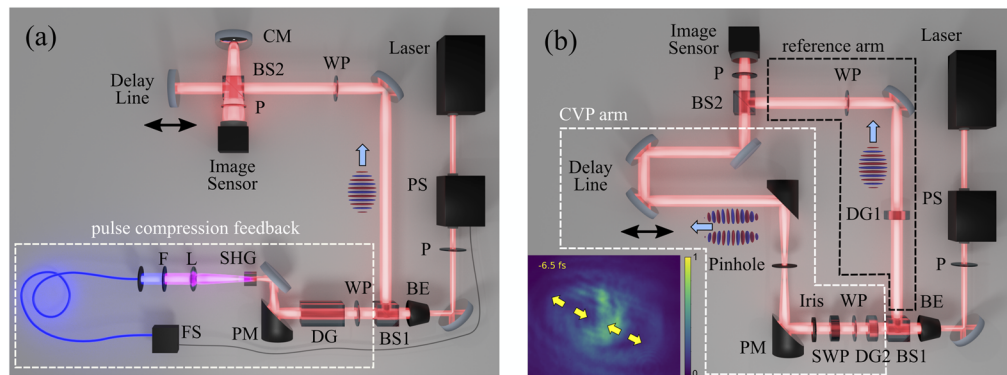 (a)
CM
Laser
BS2
WP
Delay
Line
P
Image
Sensor
PS
pulse compression feedback
P
F
L
SHG
WP
BE
FS
PM
DG
BS1
(b)
Image
Sensor
reference arm
Laser
P
WP
BS2
CVP arm
Delay
Line
PS
DG1
-6.5 fs
1
Pinhole
P
Iris
WP
BE
0
PM
SWP
DG2
BS1